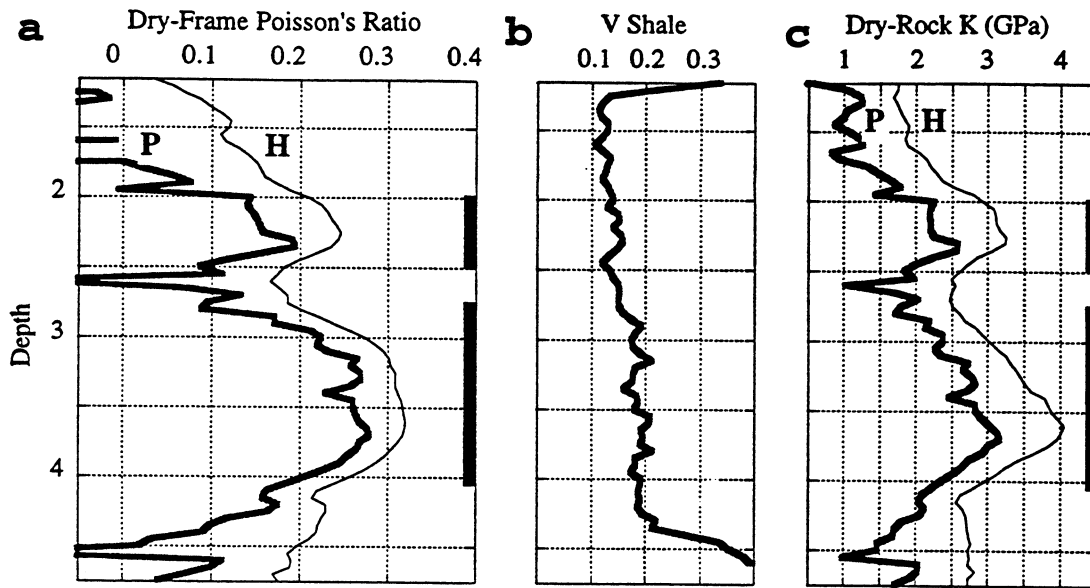 a
Dry-Frame Poisson's Ratio
0 0.1 0.2 0.3 0.4
P H
Depth
2
3
4
b
V Shale
0.1 0.2 0.3
c
Dry-Rock K (GPa)
1 2 3 4
P H